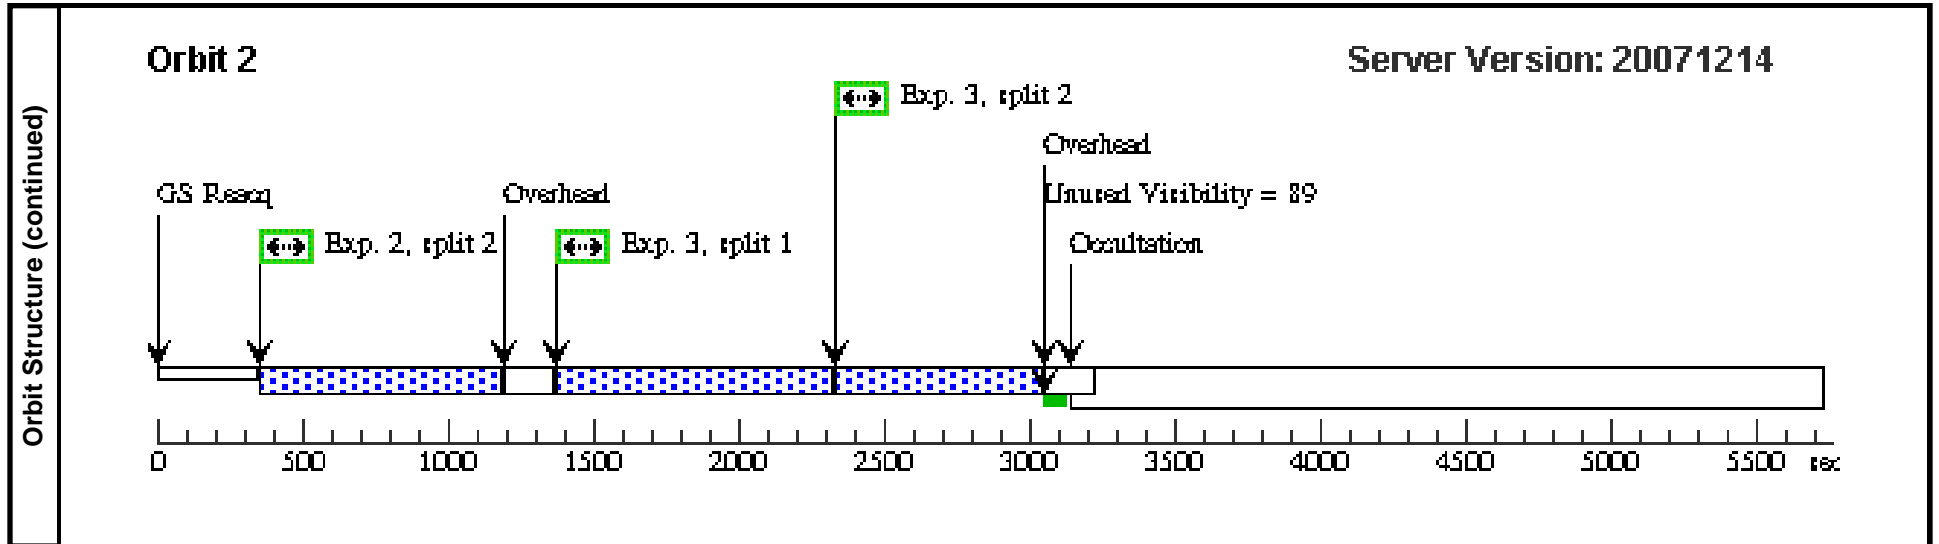 Orbit Structure (continued)
Orbit 2
Server Version: 20071214
Exp. 3, split 2
Overhead
GS Reacq
Overhead
Unused Visibility = 89
Exp. 2, split 2
Exp. 3, split 1
Occultation
0 500 1000 1500 2000 2500 3000 3500 4000 4500 5000 5500 sec